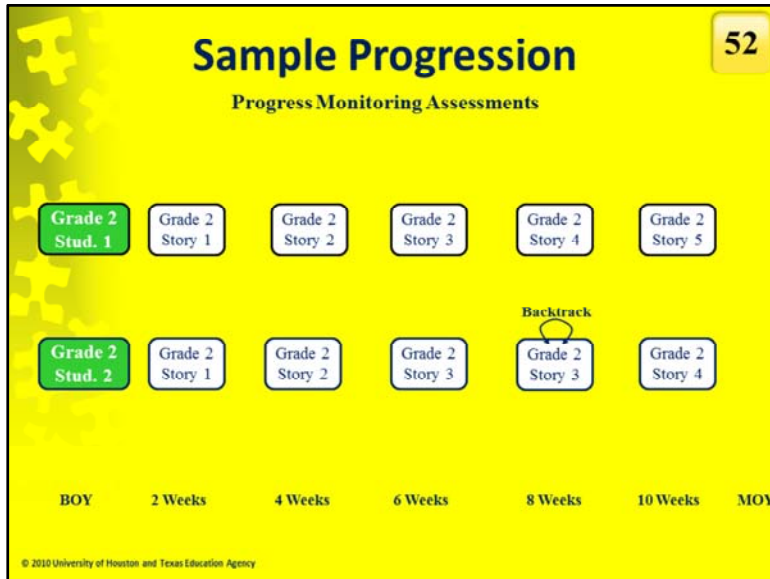 Sample Progression
52
Progress Monitoring Assessments
Grade 2 Grade 2 Grade 2 Grade 2 Grade 2 Grade 2
Stud. 1 Story 1 Story 2 Story 3 Story 4 Story 5
Backtrack
Grade 2 Grade 2 Grade 2 Grade 2 Grade 2 Grade 2
Stud. 2 Story 1 Story 2 Story 3 Story 3 Story 4
BOY 2 Weeks 4 Weeks 6 Weeks 8 Weeks 10 Weeks MOY
© 2010 University of Houston and Texas Education Agency